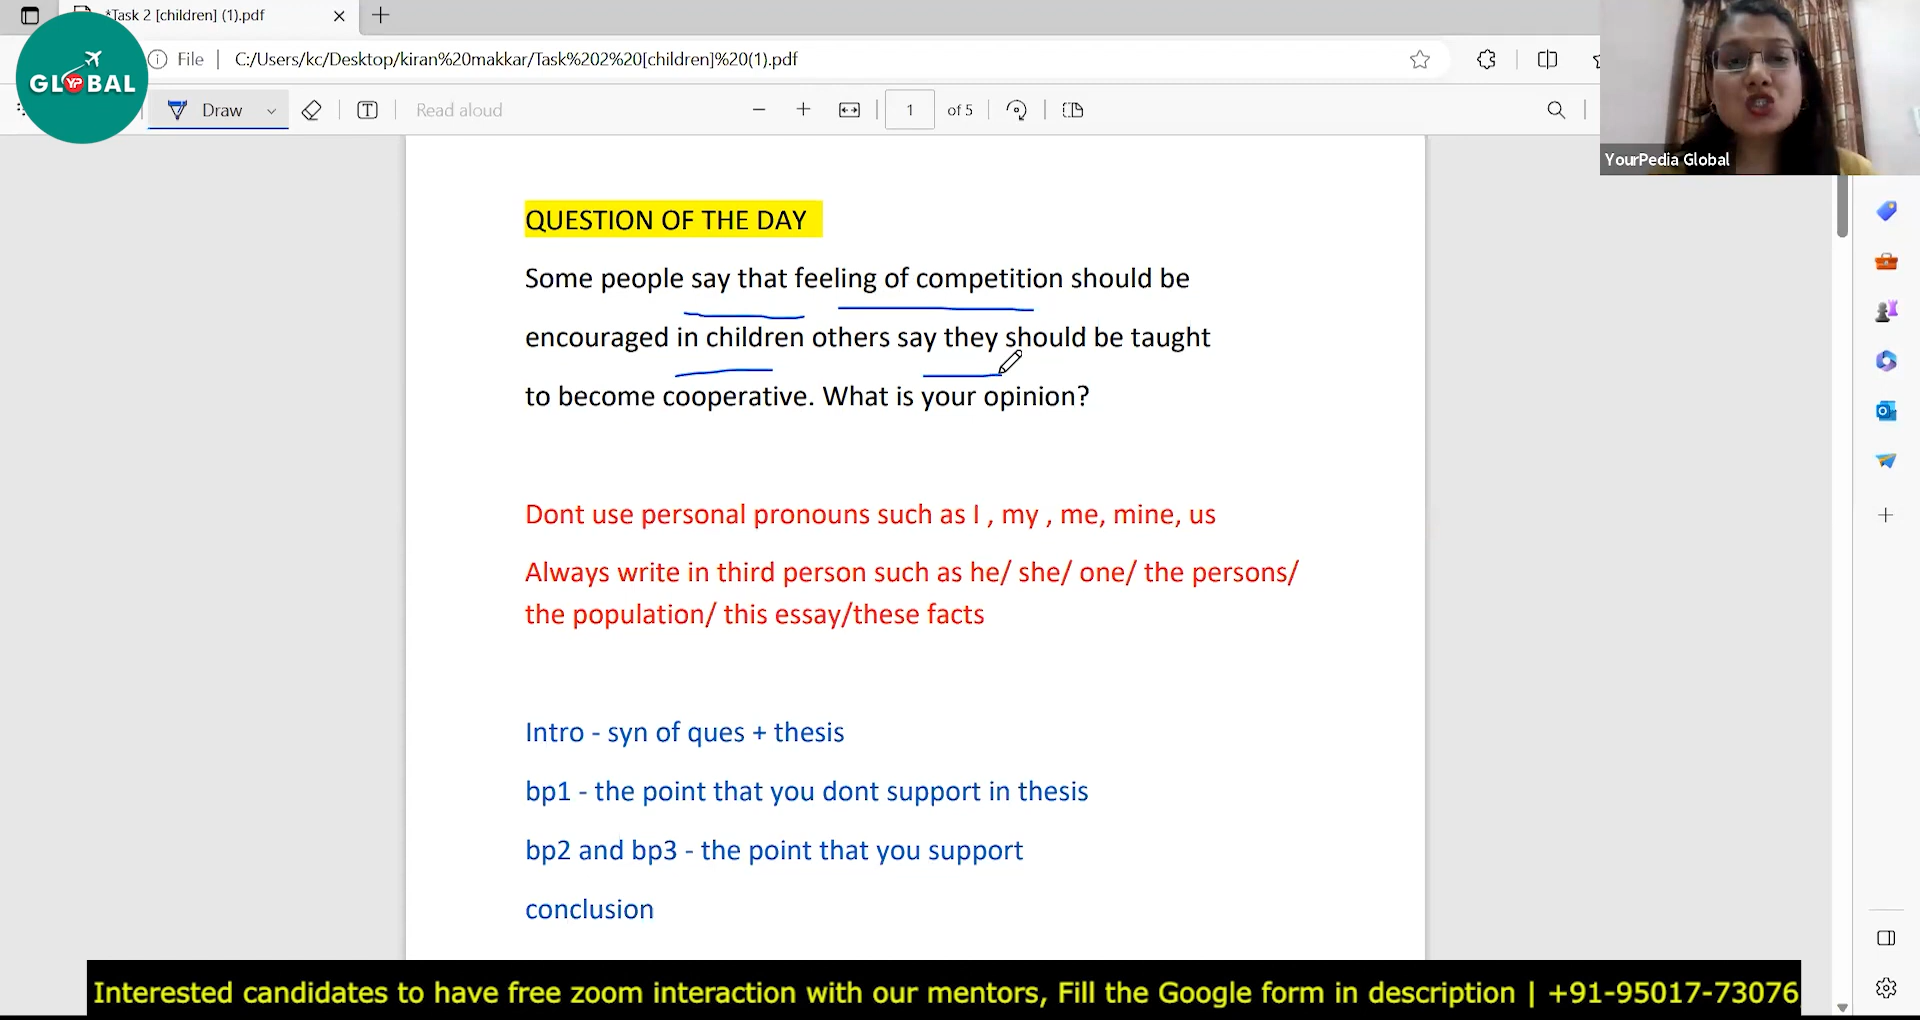 *Task 2 [children] (1).pdf
File
C:/Users/kc/Desktop/kiran%20makkar/Task%202%20[children]%20(1).pdf
GLYPBAL
Draw
T
Read aloud
1
of 5
YourPedia Global
QUESTION OF THE DAY
Some people say that feeling of competition should be
encouraged in children others say they should be taught
to become cooperative. What is your opinion?
Dont use personal pronouns such as I , my , me, mine, us
Always write in third person such as he/ she/ one/ the persons/
the population/ this essay/these facts
Intro - syn of ques + thesis
bp1 - the point that you dont support in thesis
bp2 and bp3 - the point that you support
conclusion
Interested candidates to have free zoom interaction with our mentors, Fill the Google form in description | +91-95017-73076